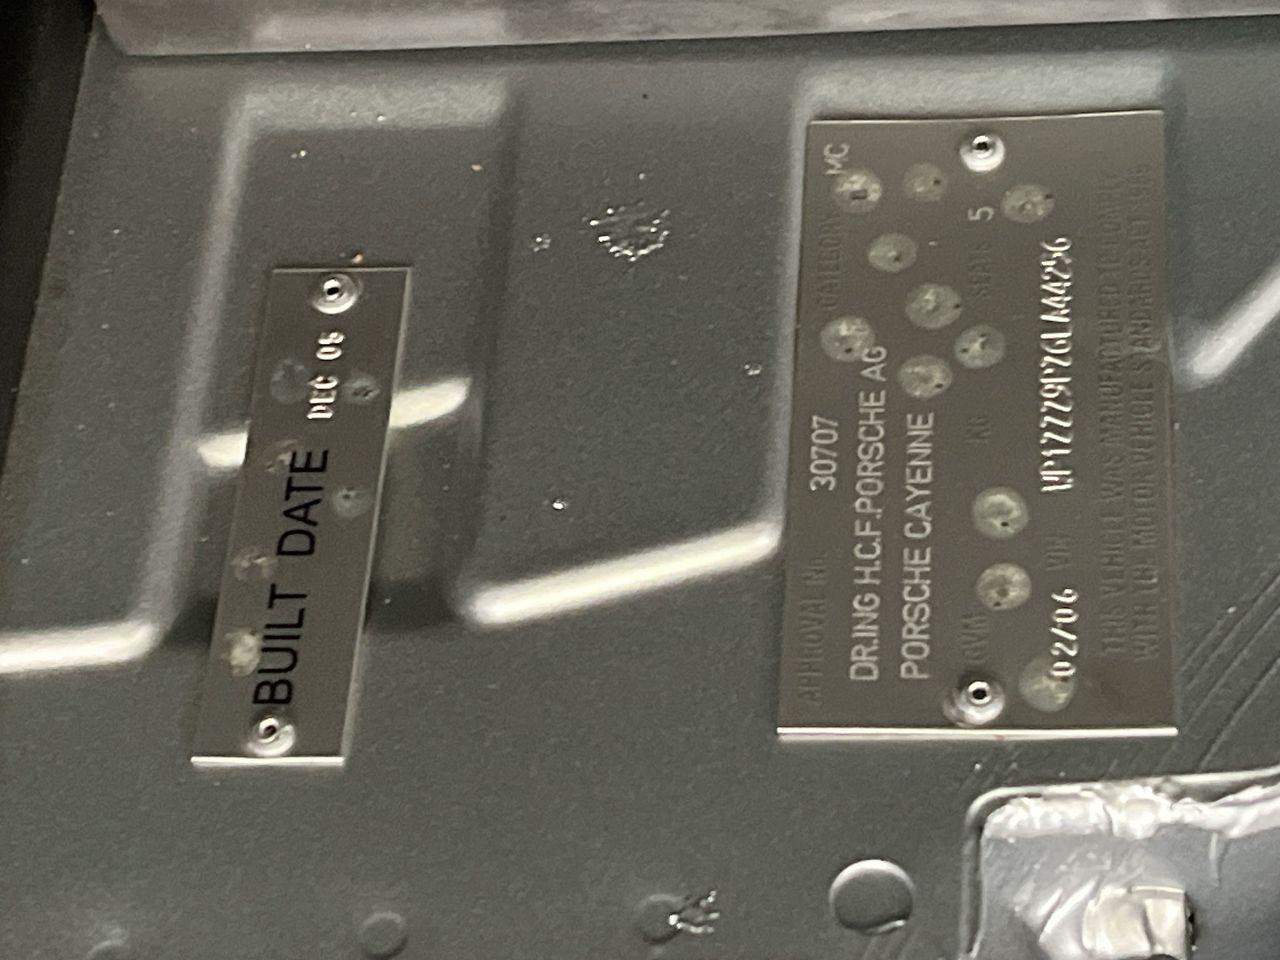 BUILT DATE DEC 05
APPROVAL No. 30707 CATEGORY MC
DR.ING H.C.F.PORSCHE AG
PORSCHE CAYENNE
GVM KG SEATS 5
02/06 VIN WP1ZZZ9PZ6LA44256
THIS VEHICLE WAS MANUFACTURED TO COMPLY
WITH THE MOTOR VEHICLE STANDARDS ACT 1989